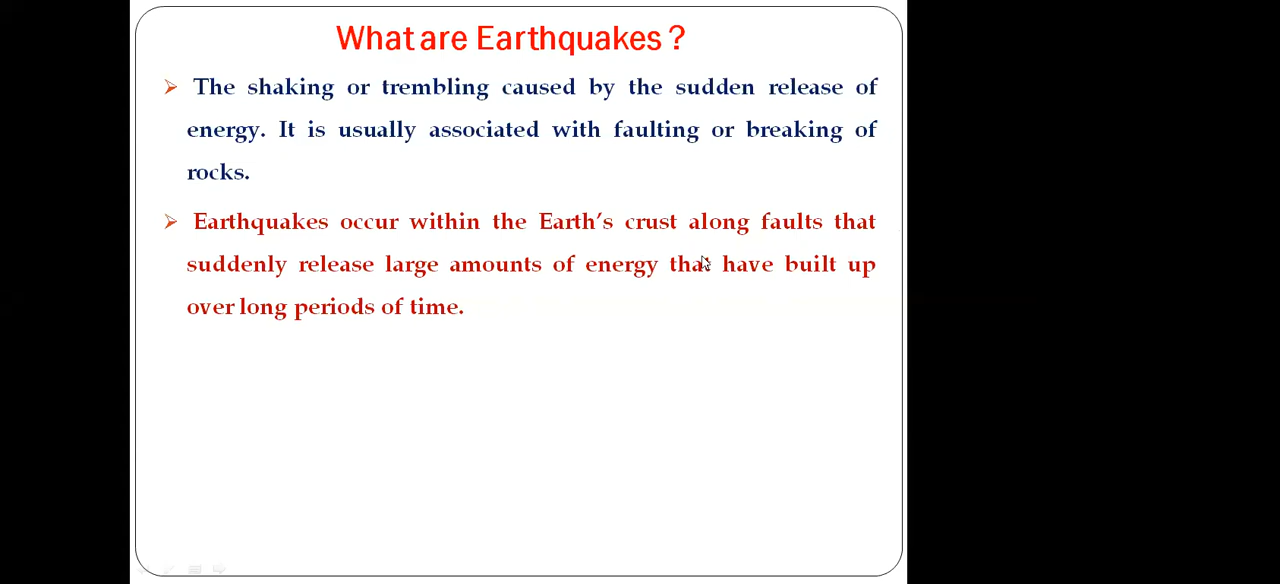 What are Earthquakes ?
The shaking or trembling caused by the sudden release of
energy. It is usually associated with faulting or breaking of
rocks.
Earthquakes occur within the Earth's crust along faults that
suddenly release large amounts of energy that have built up
over long periods of time.